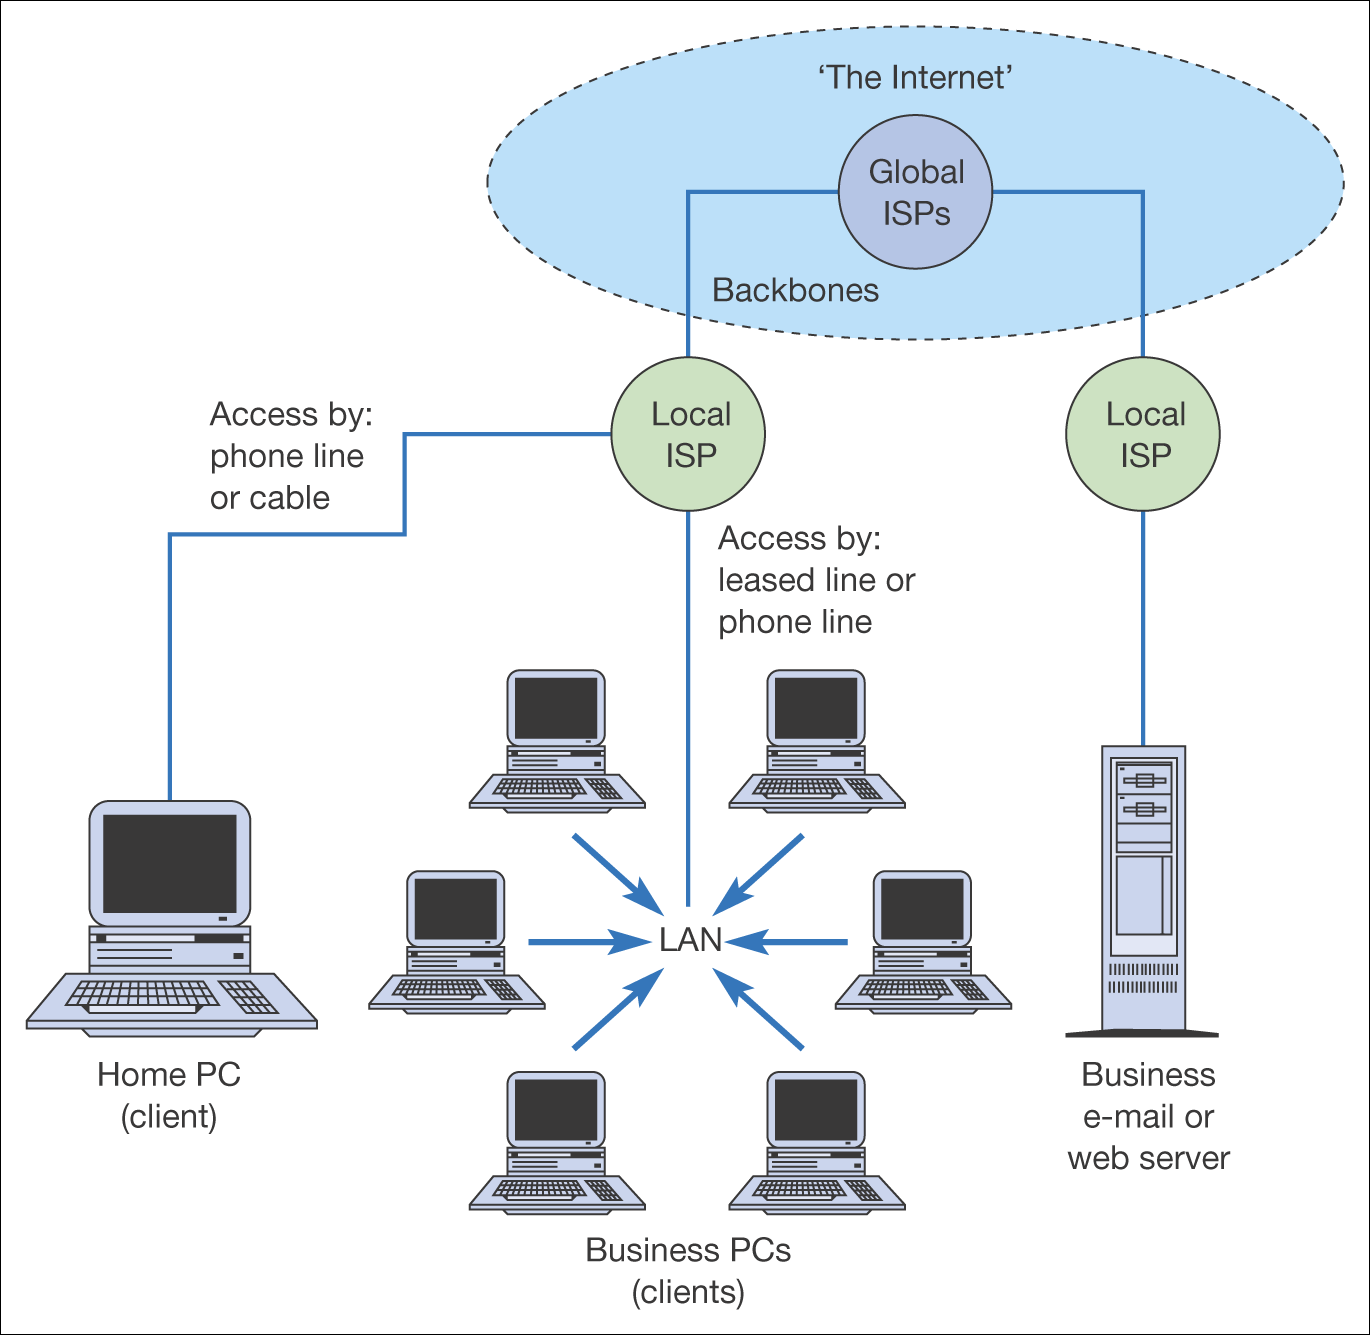 ‘The Internet’
Global
ISPs
Backbones
Local
ISP
Local
ISP
Access by:
phone line
or cable
Access by:
leased line or
phone line
LAN
Home PC
(client)
Business
e-mail or
web server
Business PCs
(clients)